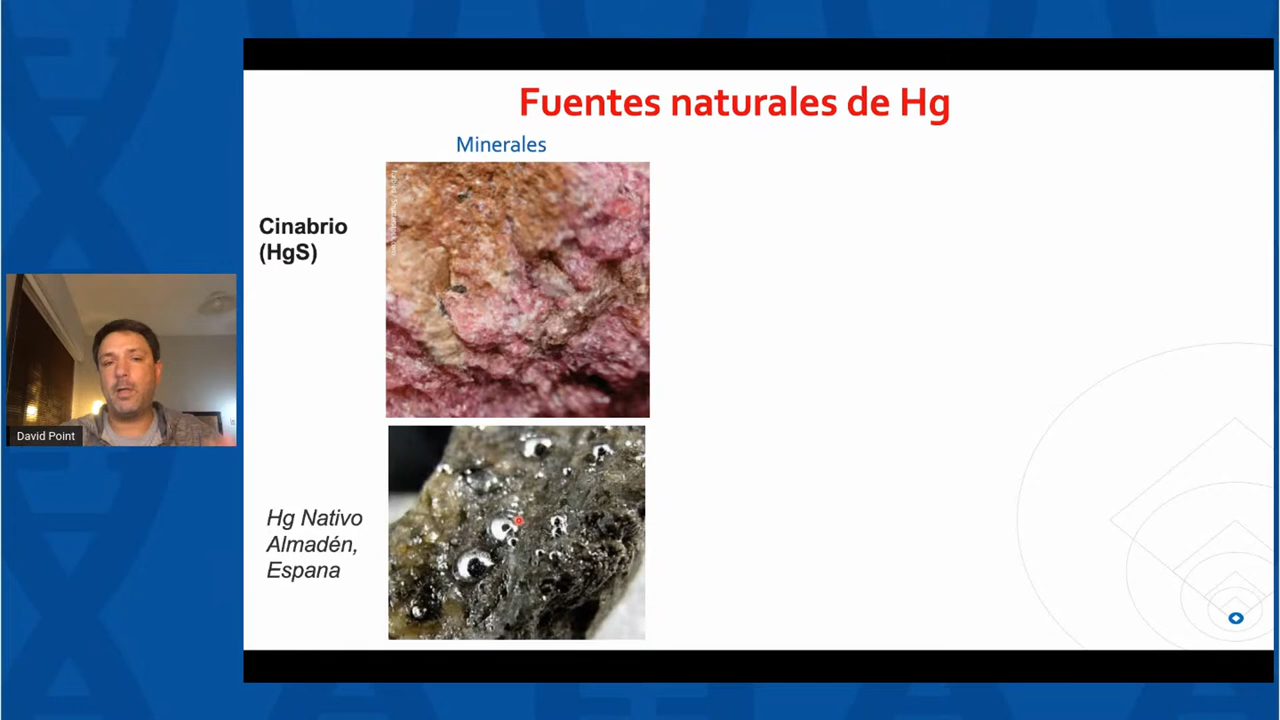 Fuentes naturales de Hg
Minerales
Cinabrio
(HgS)
Hg Nativo
Almadén,
Espana
David Point